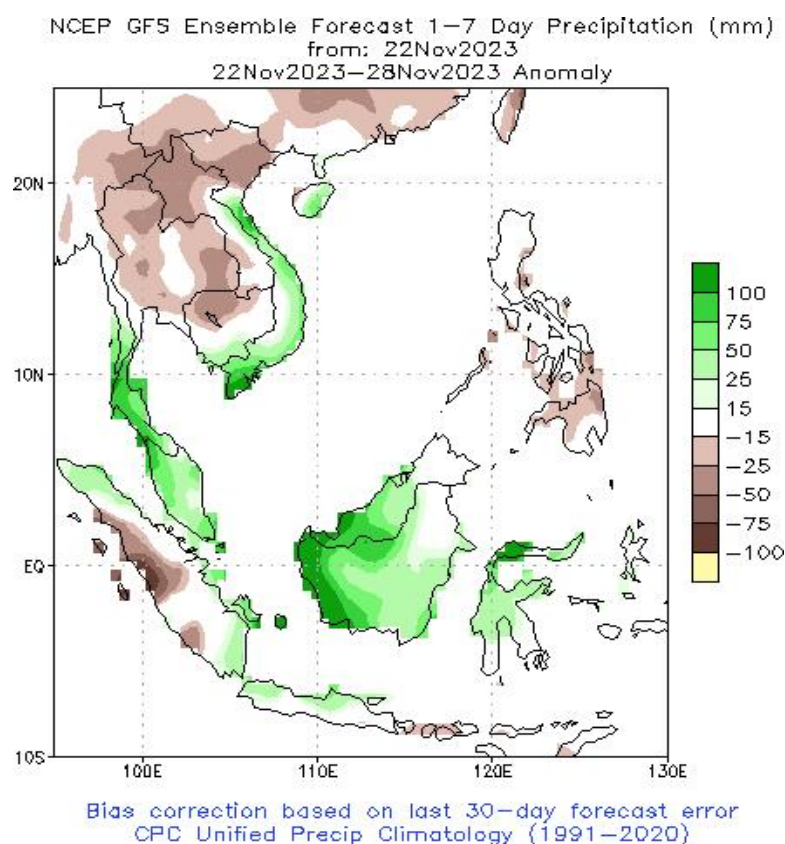 NCEP GFS Ensemble Forecast 1-7 Day Precipitation (mm)
from: 22Nov2023
22Nov2023-28Nov2023 Anomaly
20N
10N
EQ
10S
100E
110E
120E
130E
100
75
50
25
15
-15
-25
-50
-75
-100
Bias correction based on last 30-day forecast error
CPC Unified Precip Climatology (1991-2020)